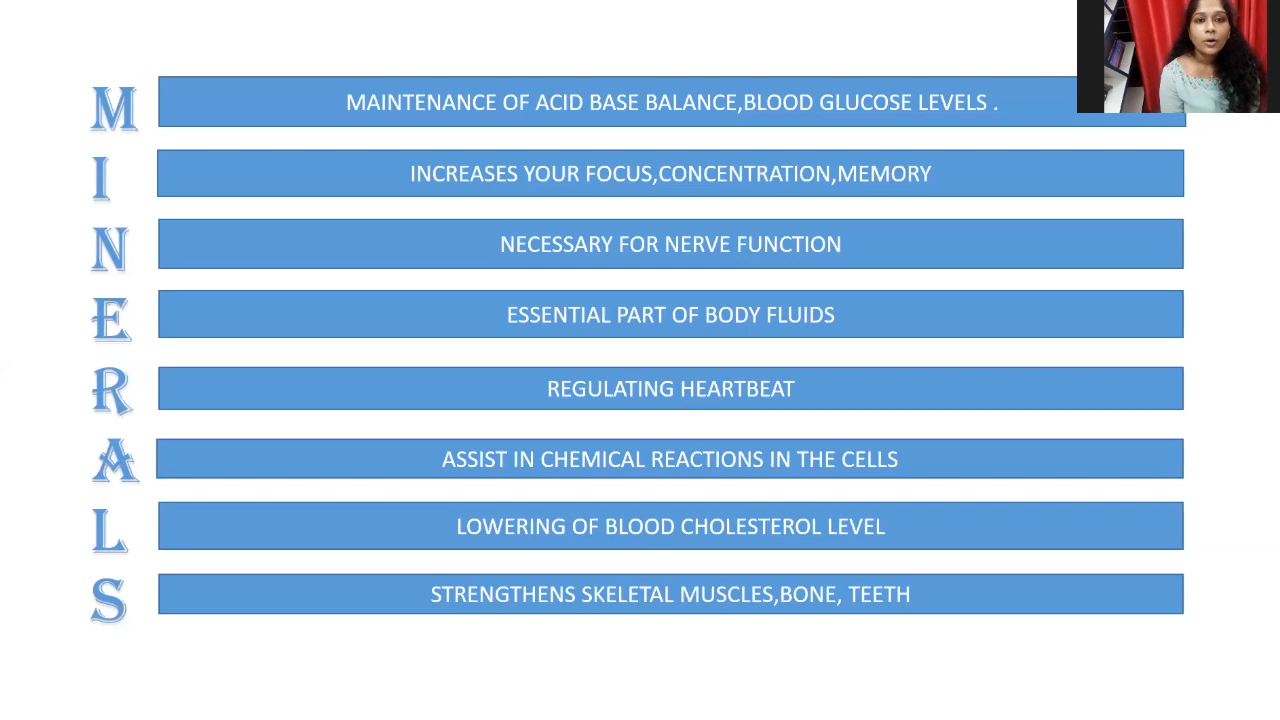 M MAINTENANCE OF ACID BASE BALANCE,BLOOD GLUCOSE LEVELS .
I INCREASES YOUR FOCUS,CONCENTRATION,MEMORY
N NECESSARY FOR NERVE FUNCTION
E ESSENTIAL PART OF BODY FLUIDS
R REGULATING HEARTBEAT
A ASSIST IN CHEMICAL REACTIONS IN THE CELLS
L LOWERING OF BLOOD CHOLESTEROL LEVEL
S STRENGTHENS SKELETAL MUSCLES,BONE, TEETH